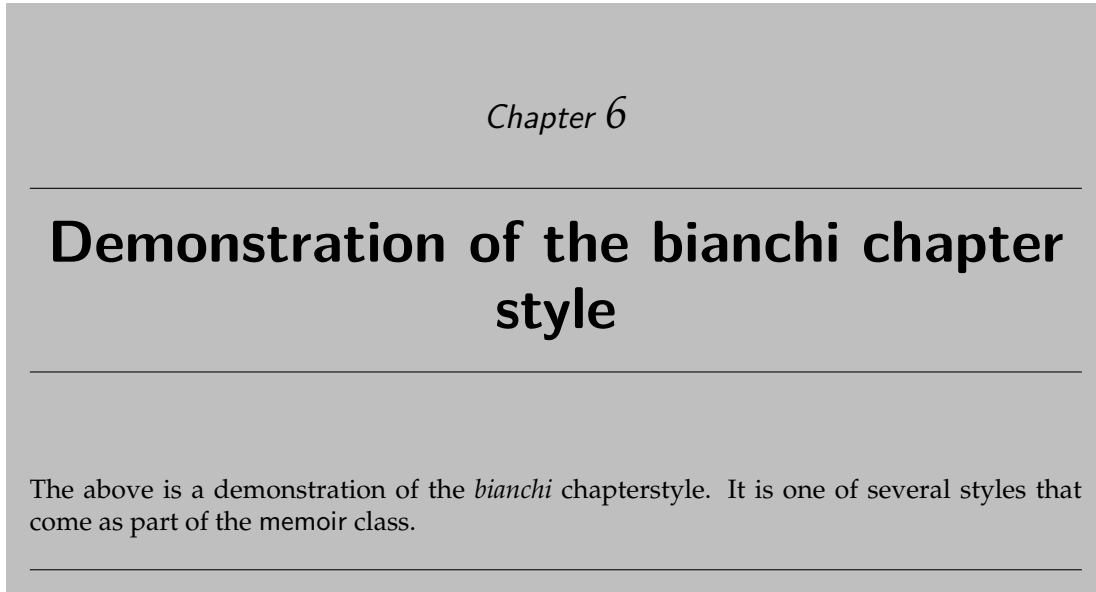 Chapter 6
Demonstration of the bianchi chapter
style
The above is a demonstration of the bianchi chapterstyle. It is one of several styles that
come as part of the memoir class.